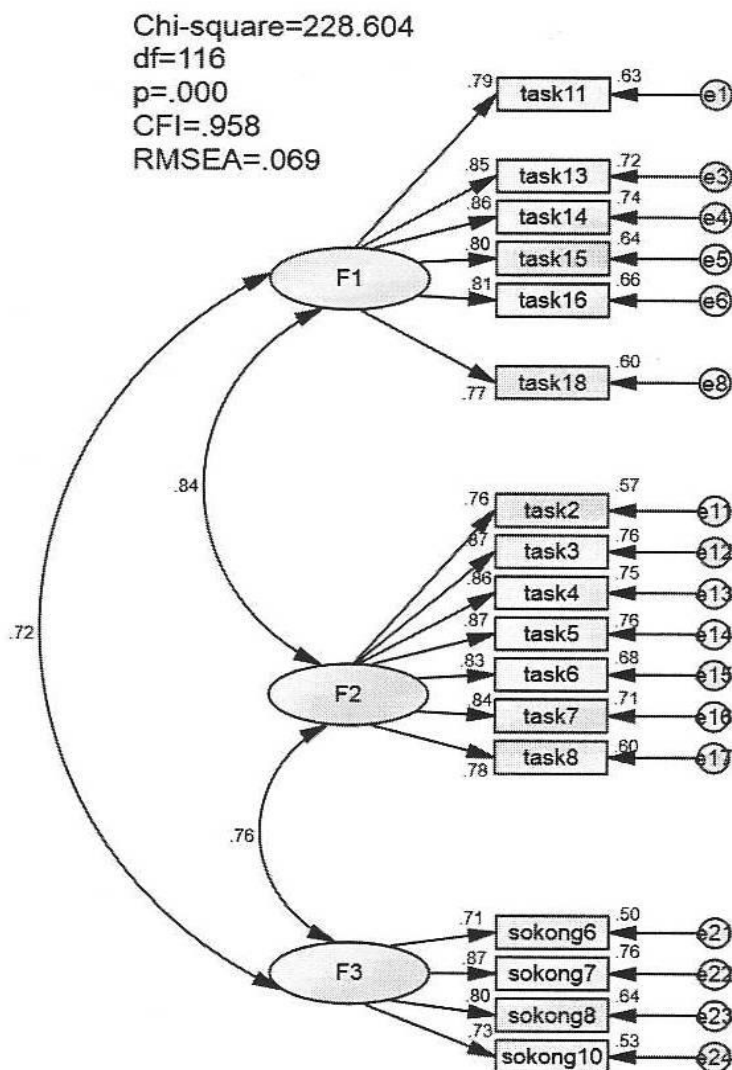 Chi-square=228.604
df=116
p=.000
CFI=.958
RMSEA=.069
.79 task11 .63 e1
.85 task13 .72 e3
.86 task14 .74 e4
.80 task15 .64 e5
F1
.81 task16 .66 e6
.77 task18 .60 e8
.84
.76 task2 .57 e11
.87 task3 .76 e12
.86 task4 .75 e13
.87 task5 .76 e14
.72
.83 task6 .68 e15
F2
.84 task7 .71 e16
.78 task8 .60 e17
.76
.71 sokong6 .50 e21
F3
.87 sokong7 .76 e22
.80 sokong8 .64 e23
.73 sokong10 .53 e24